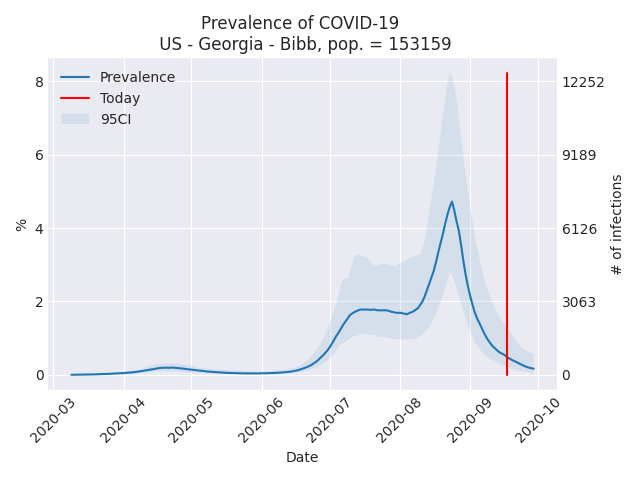 Prevalence of COVID-19
US - Georgia - Bibb, pop. = 153159
Prevalence
Today
95CI
8
6
4
2
0
%
12252
9189
6126
3063
0
# of infections
2020-03
2020-04
2020-05
2020-06
2020-07
2020-08
2020-09
2020-10
Date